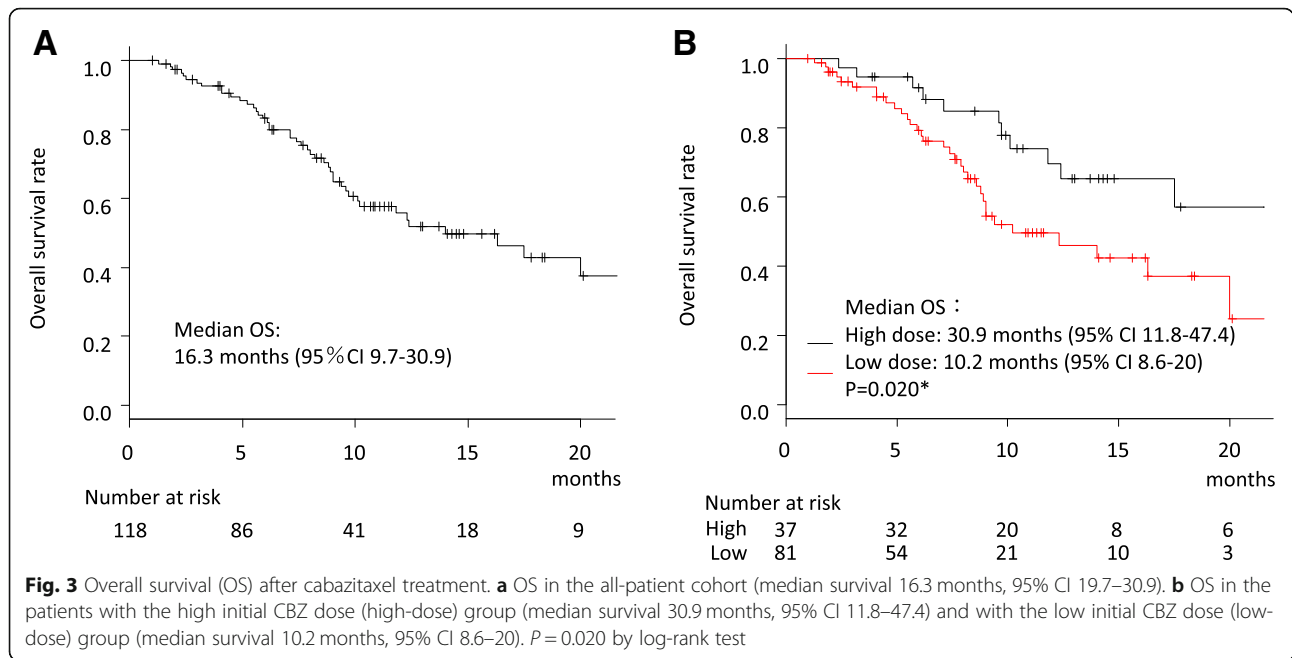 A
1.0
0.8
0.6
0.4
0.2
0.0
Overall survival rate
Median OS:
16.3 months (95%CI 9.7-30.9)
0 5 10 15 20
months
Number at risk
118 86 41 18 9
B
1.0
0.8
0.6
0.4
0.2
0.0
Overall survival rate
Median OS：
High dose: 30.9 months (95% CI 11.8-47.4)
Low dose: 10.2 months (95% CI 8.6-20)
P=0.020*
0 5 10 15 20
months
Number at risk
High 37 32 20 8 6
Low 81 54 21 10 3
Fig. 3 Overall survival (OS) after cabazitaxel treatment. a OS in the all-patient cohort (median survival 16.3 months, 95% CI 19.7–30.9). b OS in the
patients with the high initial CBZ dose (high-dose) group (median survival 30.9 months, 95% CI 11.8–47.4) and with the low initial CBZ dose (low-
dose) group (median survival 10.2 months, 95% CI 8.6–20). P = 0.020 by log-rank test